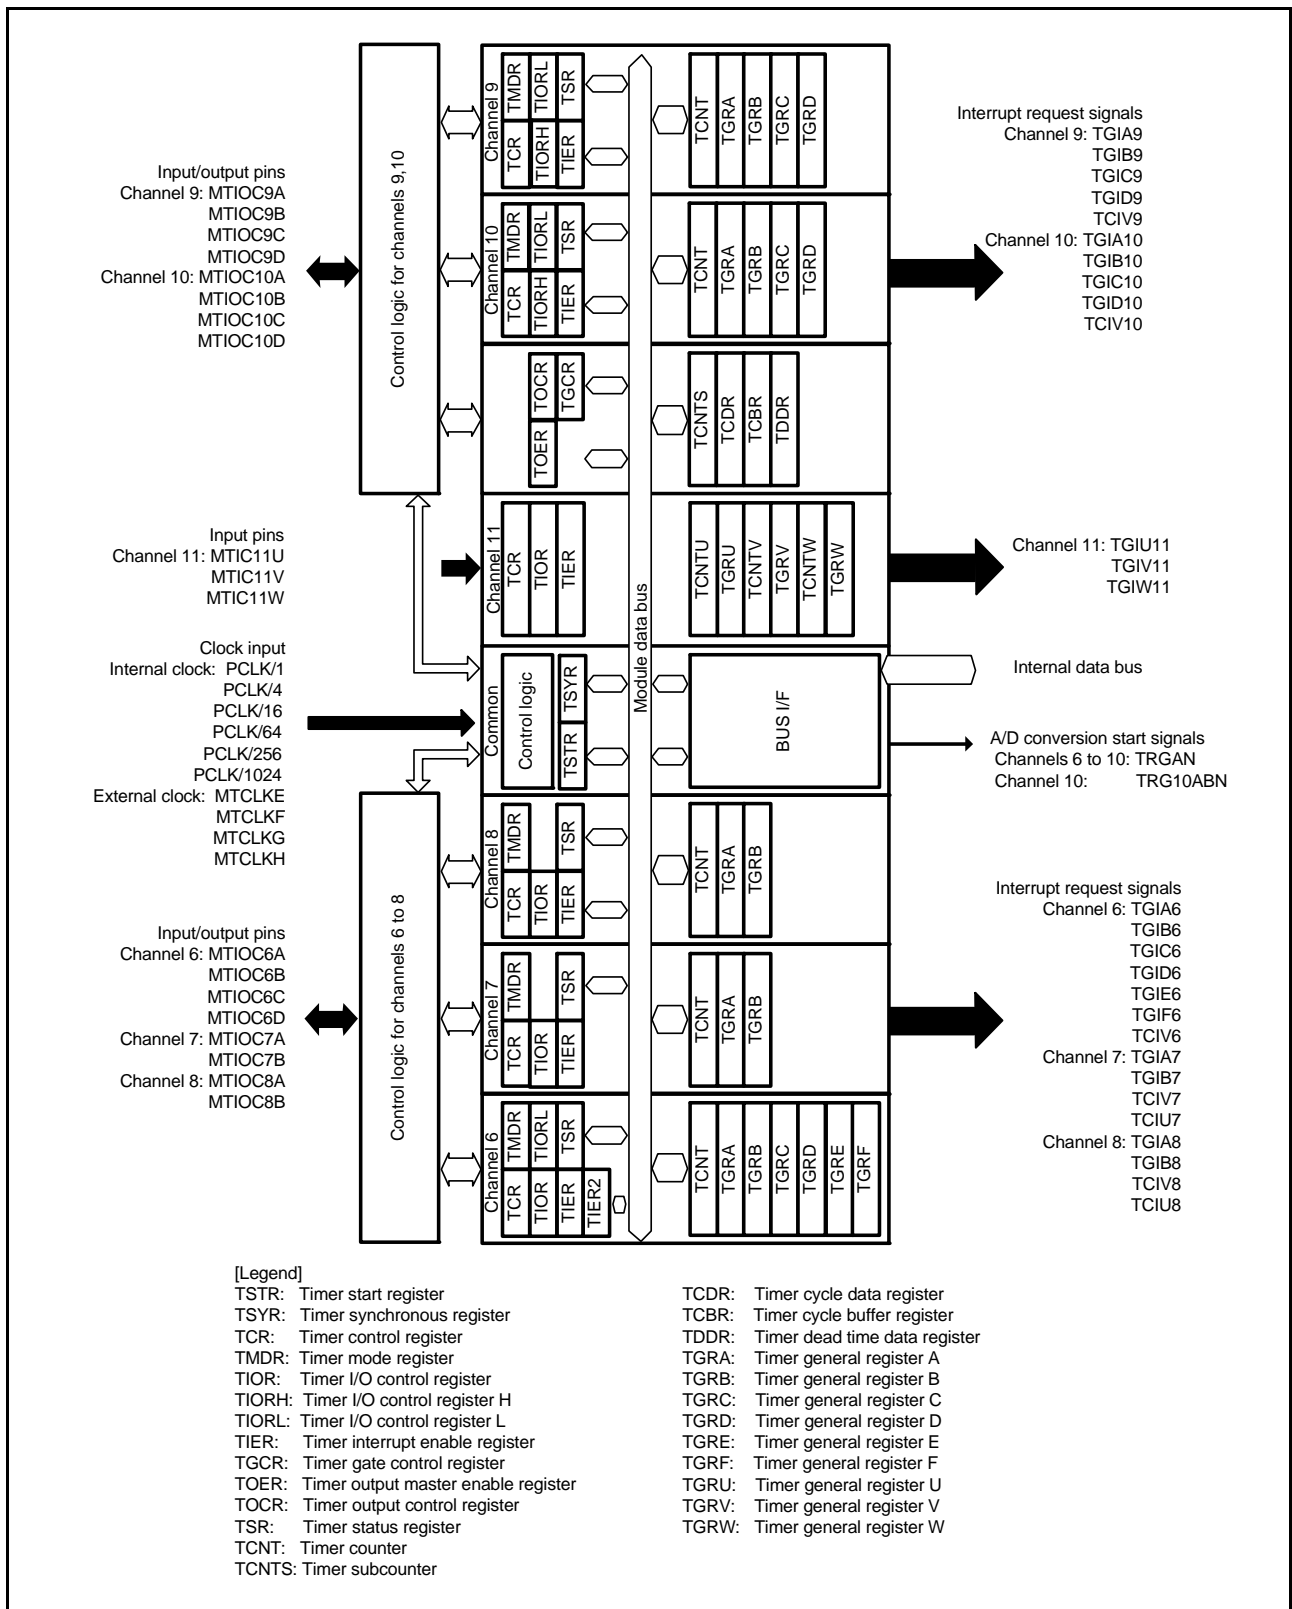 Input/output pins
Channel 9: MTIOC9A
MTIOC9B
MTIOC9C
MTIOC9D
Channel 10: MTIOC10A
MTIOC10B
MTIOC10C
MTIOC10D
Input pins
Channel 11: MTIC11U
MTIC11V
MTIC11W
Clock input
Internal clock: PCLK/1
PCLK/4
PCLK/16
PCLK/64
PCLK/256
PCLK/1024
External clock: MTCLKE
MTCLKF
MTCLKG
MTCLKH
Input/output pins
Channel 6: MTIOC6A
MTIOC6B
MTIOC6C
MTIOC6D
Channel 7: MTIOC7A
MTIOC7B
Channel 8: MTIOC8A
MTIOC8B
Control logic for channels 9,10
Control logic for channels 6 to 8
Channel 9
TMDR
TIORL
TSR
TCR
TIORH
TIER
TCNT
TGRA
TGRB
TGRC
TGRD
Channel 10
TMDR
TIORL
TSR
TCR
TIORH
TIER
TCNT
TGRA
TGRB
TGRC
TGRD
TOCR
TGCR
TOER
TCNTS
TCDR
TCBR
TDDR
Channel 11
TCR
TIOR
TIER
TCNTU
TGRU
TCNTV
TGRV
TCNTW
TGRW
Module data bus
Common
Control logic
TSYR
TSTR
BUS I/F
Channel 8
TMDR
TSR
TCR
TIOR
TIER
TCNT
TGRA
TGRB
Channel 7
TMDR
TSR
TCR
TIOR
TIER
TCNT
TGRA
TGRB
Channel 6
TMDR
TIORL
TSR
TCR
TIOR
TIER
TIER2
TCNT
TGRA
TGRB
TGRC
TGRD
TGRE
TGRF
Interrupt request signals
Channel 9: TGIA9
TGIB9
TGIC9
TGID9
TCIV9
Channel 10: TGIA10
TGIB10
TGIC10
TGID10
TCIV10
Channel 11: TGIU11
TGIV11
TGIW11
Internal data bus
A/D conversion start signals
Channels 6 to 10: TRGAN
Channel 10: TRG10ABN
Interrupt request signals
Channel 6: TGIA6
TGIB6
TGIC6
TGID6
TGIE6
TGIF6
TCIV6
Channel 7: TGIA7
TGIB7
TCIV7
TCIU7
Channel 8: TGIA8
TGIB8
TCIV8
TCIU8
[Legend]
TSTR: Timer start register
TSYR: Timer synchronous register
TCR: Timer control register
TMDR: Timer mode register
TIOR: Timer I/O control register
TIORH: Timer I/O control register H
TIORL: Timer I/O control register L
TIER: Timer interrupt enable register
TGCR: Timer gate control register
TOER: Timer output master enable register
TOCR: Timer output control register
TSR: Timer status register
TCNT: Timer counter
TCNTS: Timer subcounter
TCDR: Timer cycle data register
TCBR: Timer cycle buffer register
TDDR: Timer dead time data register
TGRA: Timer general register A
TGRB: Timer general register B
TGRC: Timer general register C
TGRD: Timer general register D
TGRE: Timer general register E
TGRF: Timer general register F
TGRU: Timer general register U
TGRV: Timer general register V
TGRW: Timer general register W